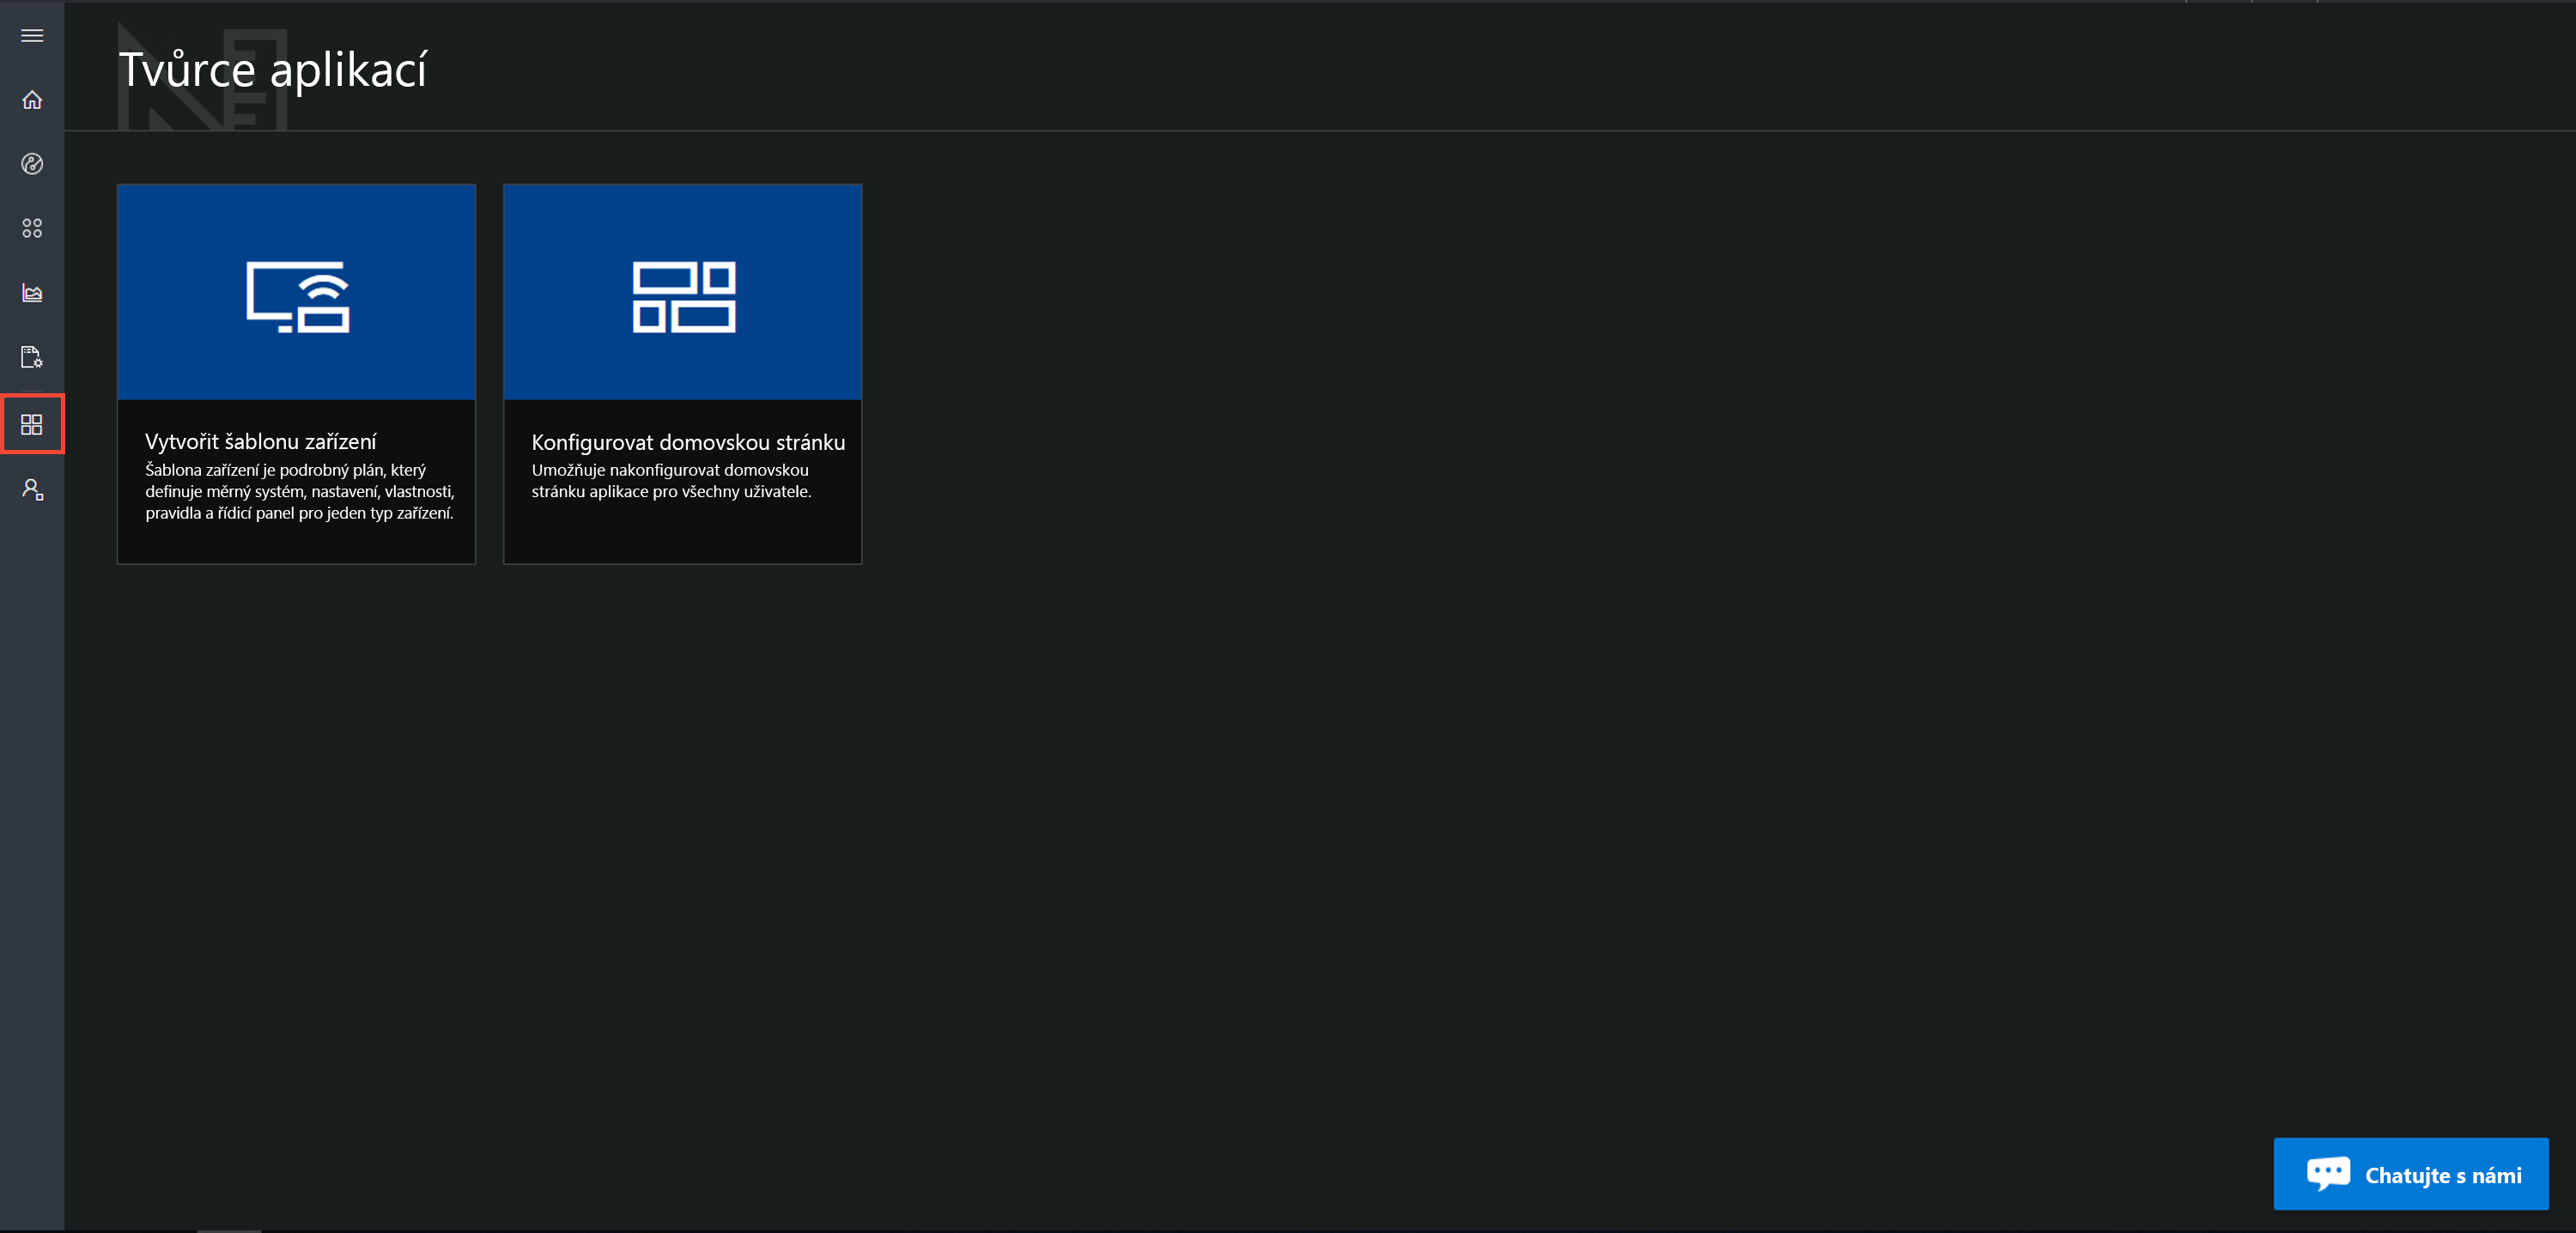 Tvůrce aplikací
Vytvořit šablonu zařízení
Šablona zařízení je podrobný plán, který
definuje měrný systém, nastavení, vlastnosti,
pravidla a řídicí panel pro jeden typ zařízení.
Konfigurovat domovskou stránku
Umožňuje nakonfigurovat domovskou
stránku aplikace pro všechny uživatele.
Chatujte s námi